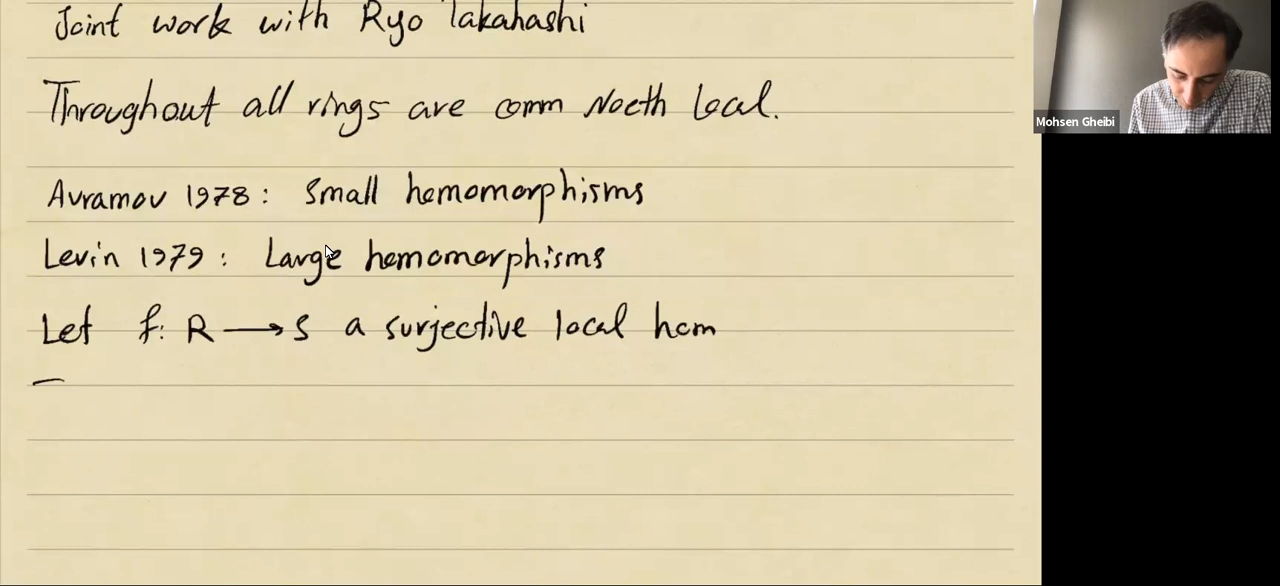 Joint work with Ryo Takahashi
Throughout all rings are comm Noeth local.
Avramov 1978: Small homomorphisms
Levin 1979: Large homomorphisms
Let f: R → S a surjective local hom
Mohsen Gheibi